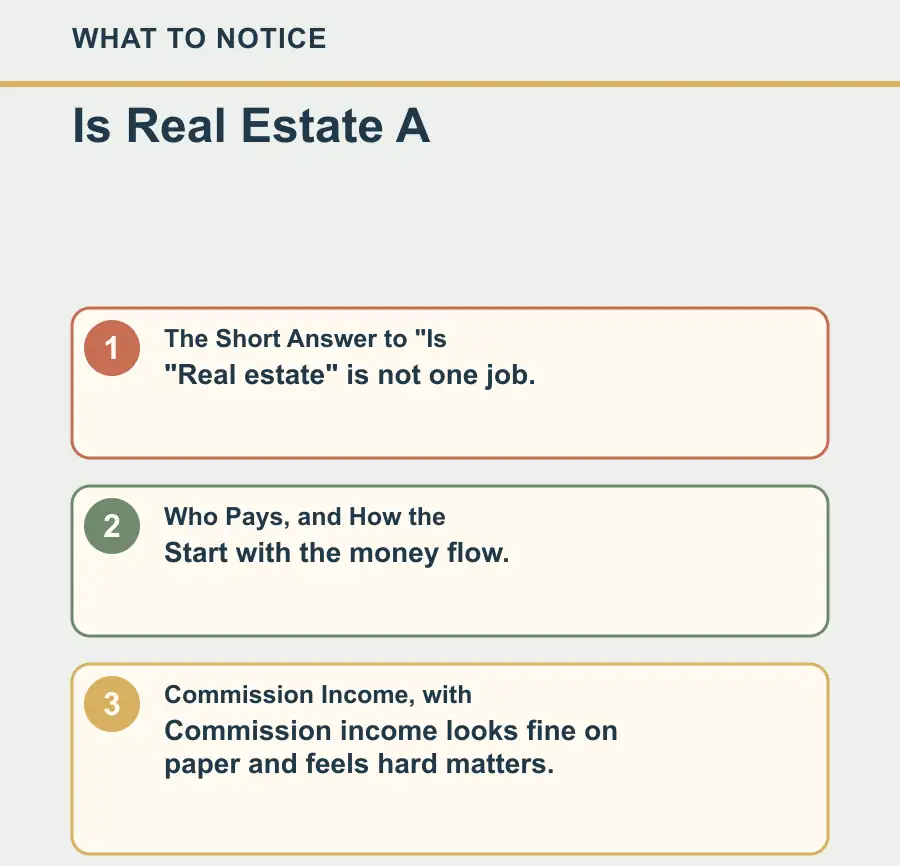 WHAT TO NOTICE
Is Real Estate A
1
The Short Answer to "Is
"Real estate" is not one job.
2
Who Pays, and How the
Start with the money flow.
3
Commission Income, with
Commission income looks fine on
paper and feels hard matters.